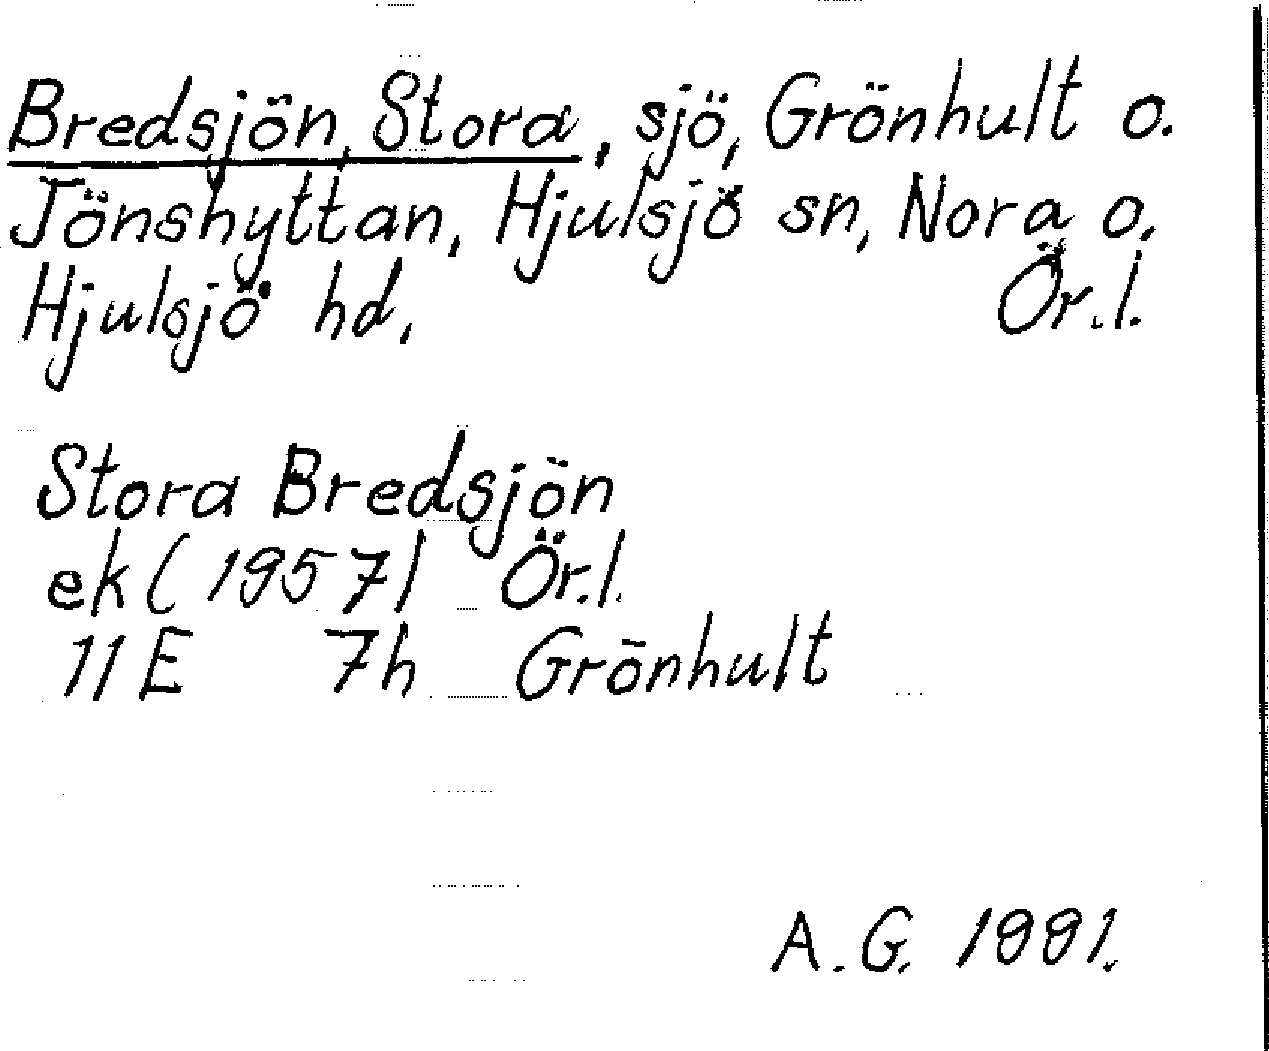 Bredsjön, Stora, sjö, Grönhult o.
Jönshyttan, Hjulsjö sn, Nora o.
Hjulsjö hd. Ör.l.
Stora Bredsjön
ek (1957) Ör.l.
11E 7h Grönhult
A.G. 1991.